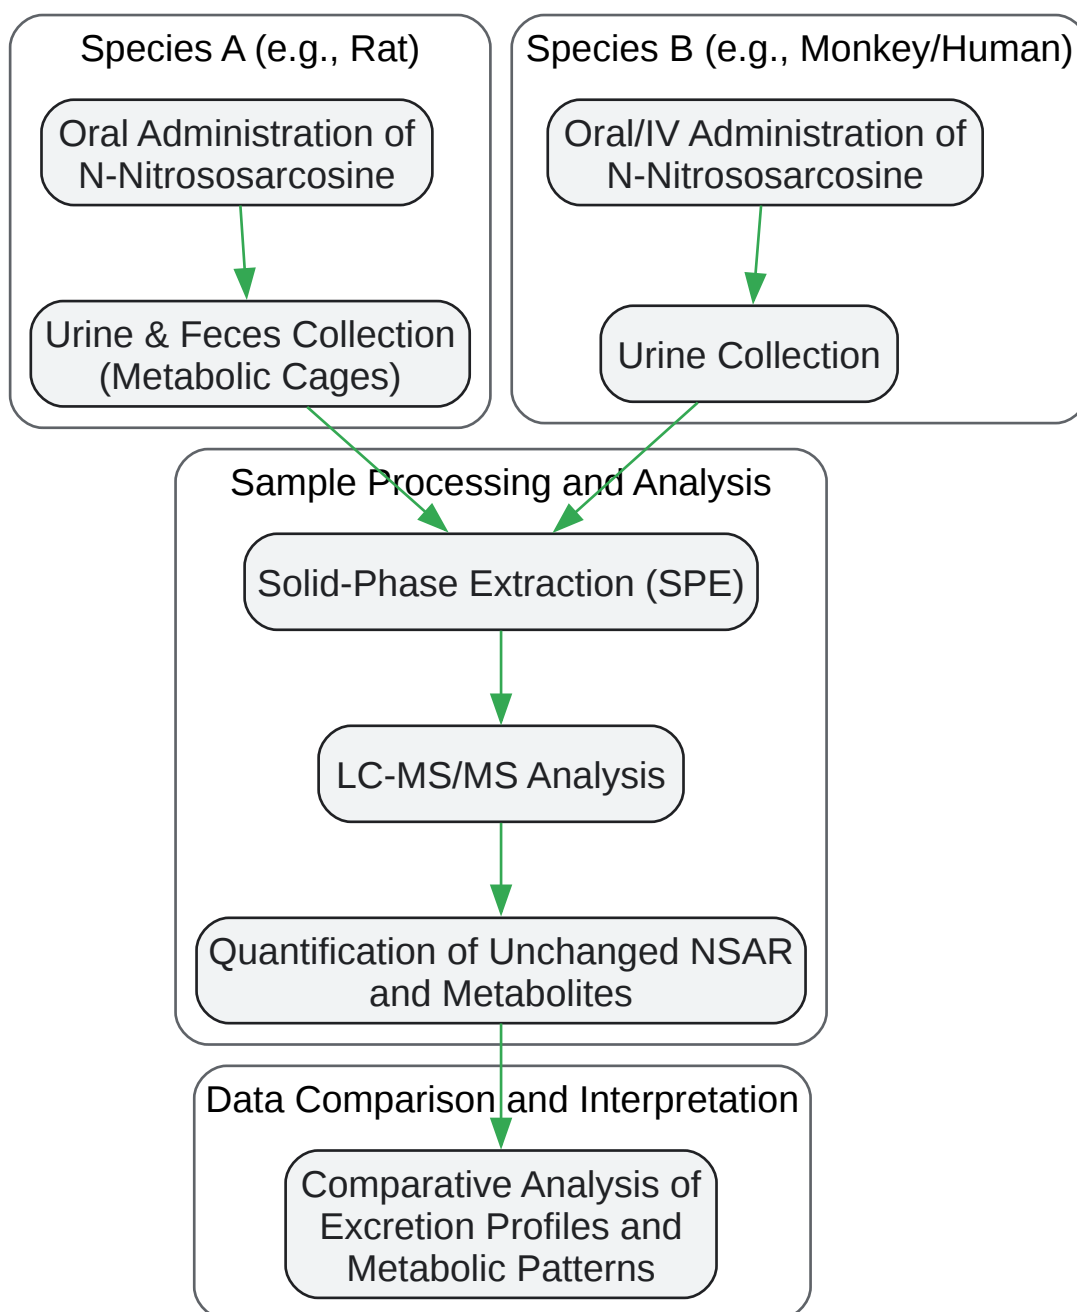 Species A (e.g., Rat)
Oral Administration of
N-Nitrososarcosine
Urine & Feces Collection
(Metabolic Cages)
Species B (e.g., Monkey/Human)
Oral/IV Administration of
N-Nitrososarcosine
Urine Collection
Sample Processing and Analysis
Solid-Phase Extraction (SPE)
LC-MS/MS Analysis
Quantification of Unchanged NSAR
and Metabolites
Data Comparison and Interpretation
Comparative Analysis of
Excretion Profiles and
Metabolic Patterns